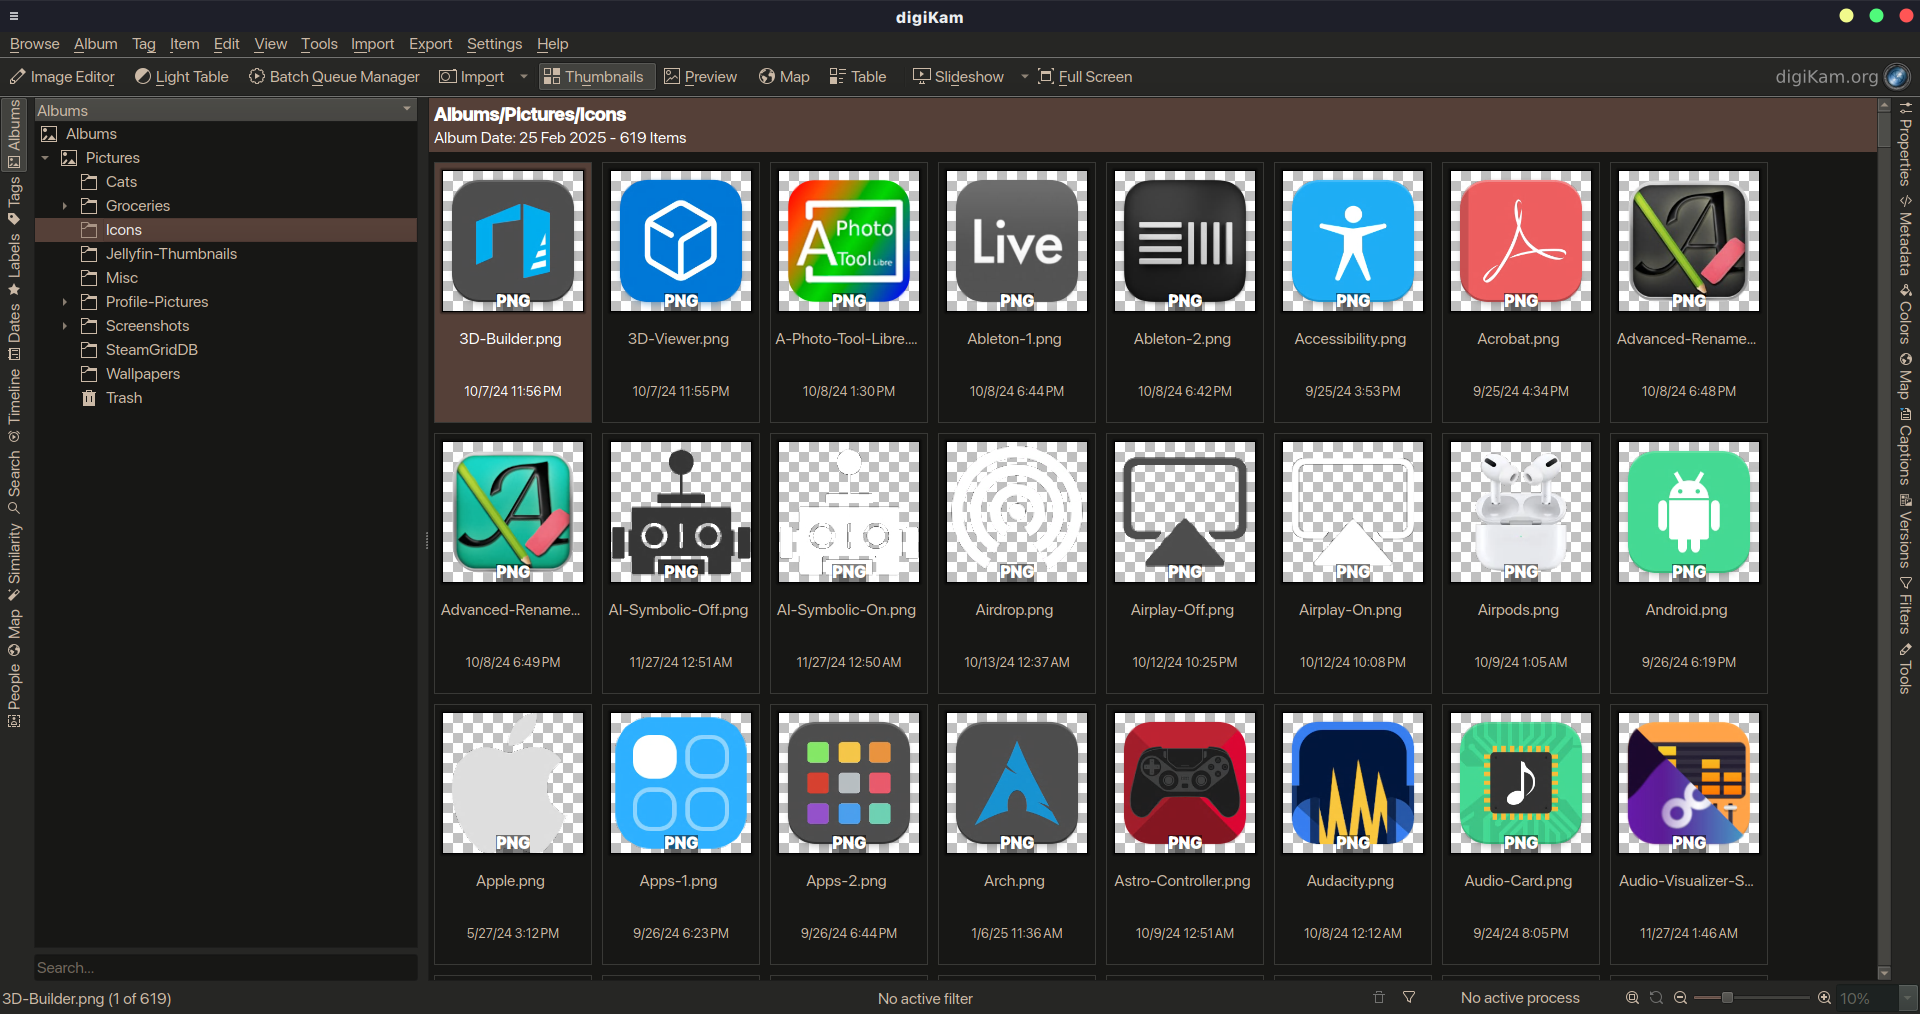 digiKam
Browse Album Tag Item Edit View Tools Import Export Settings Help
Image Editor Light Table Batch Queue Manager Import Thumbnails Preview Map Table Slideshow Full Screen digiKam.org
Albums
Tags
Labels
Dates
Timeline
Search
Similarity
Map
People
Albums
Albums
Pictures
Cats
Groceries
Icons
Jellyfin-Thumbnails
Misc
Profile-Pictures
Screenshots
SteamGridDB
Wallpapers
Trash
Search...
Albums/Pictures/Icons
Album Date: 25 Feb 2025 - 619 Items
A Photo Tool Libre
Live
PNG PNG PNG PNG PNG PNG PNG PNG
3D-Builder.png 3D-Viewer.png A-Photo-Tool-Libre.... Ableton-1.png Ableton-2.png Accessibility.png Acrobat.png Advanced-Rename...
10/7/24 11:56 PM 10/7/24 11:55 PM 10/8/24 1:30 PM 10/8/24 6:44 PM 10/8/24 6:42 PM 9/25/24 3:53 PM 9/25/24 4:34 PM 10/8/24 6:48 PM
PNG PNG PNG PNG PNG PNG PNG PNG
Advanced-Rename... AI-Symbolic-Off.png AI-Symbolic-On.png Airdrop.png Airplay-Off.png Airplay-On.png Airpods.png Android.png
10/8/24 6:49 PM 11/27/24 12:51 AM 11/27/24 12:50 AM 10/13/24 12:37 AM 10/12/24 10:25 PM 10/12/24 10:08 PM 10/9/24 1:05 AM 9/26/24 6:19 PM
PNG PNG PNG PNG PNG PNG PNG PNG
Apple.png Apps-1.png Apps-2.png Arch.png Astro-Controller.png Audacity.png Audio-Card.png Audio-Visualizer-S...
5/27/24 3:12 PM 9/26/24 6:23 PM 9/26/24 6:44 PM 1/6/25 11:36 AM 10/9/24 12:51 AM 10/8/24 12:12 AM 9/24/24 8:05 PM 11/27/24 1:46 AM
Properties
Metadata
Colors
Map
Captions
Versions
Filters
Tools
3D-Builder.png (1 of 619) No active filter No active process 10%